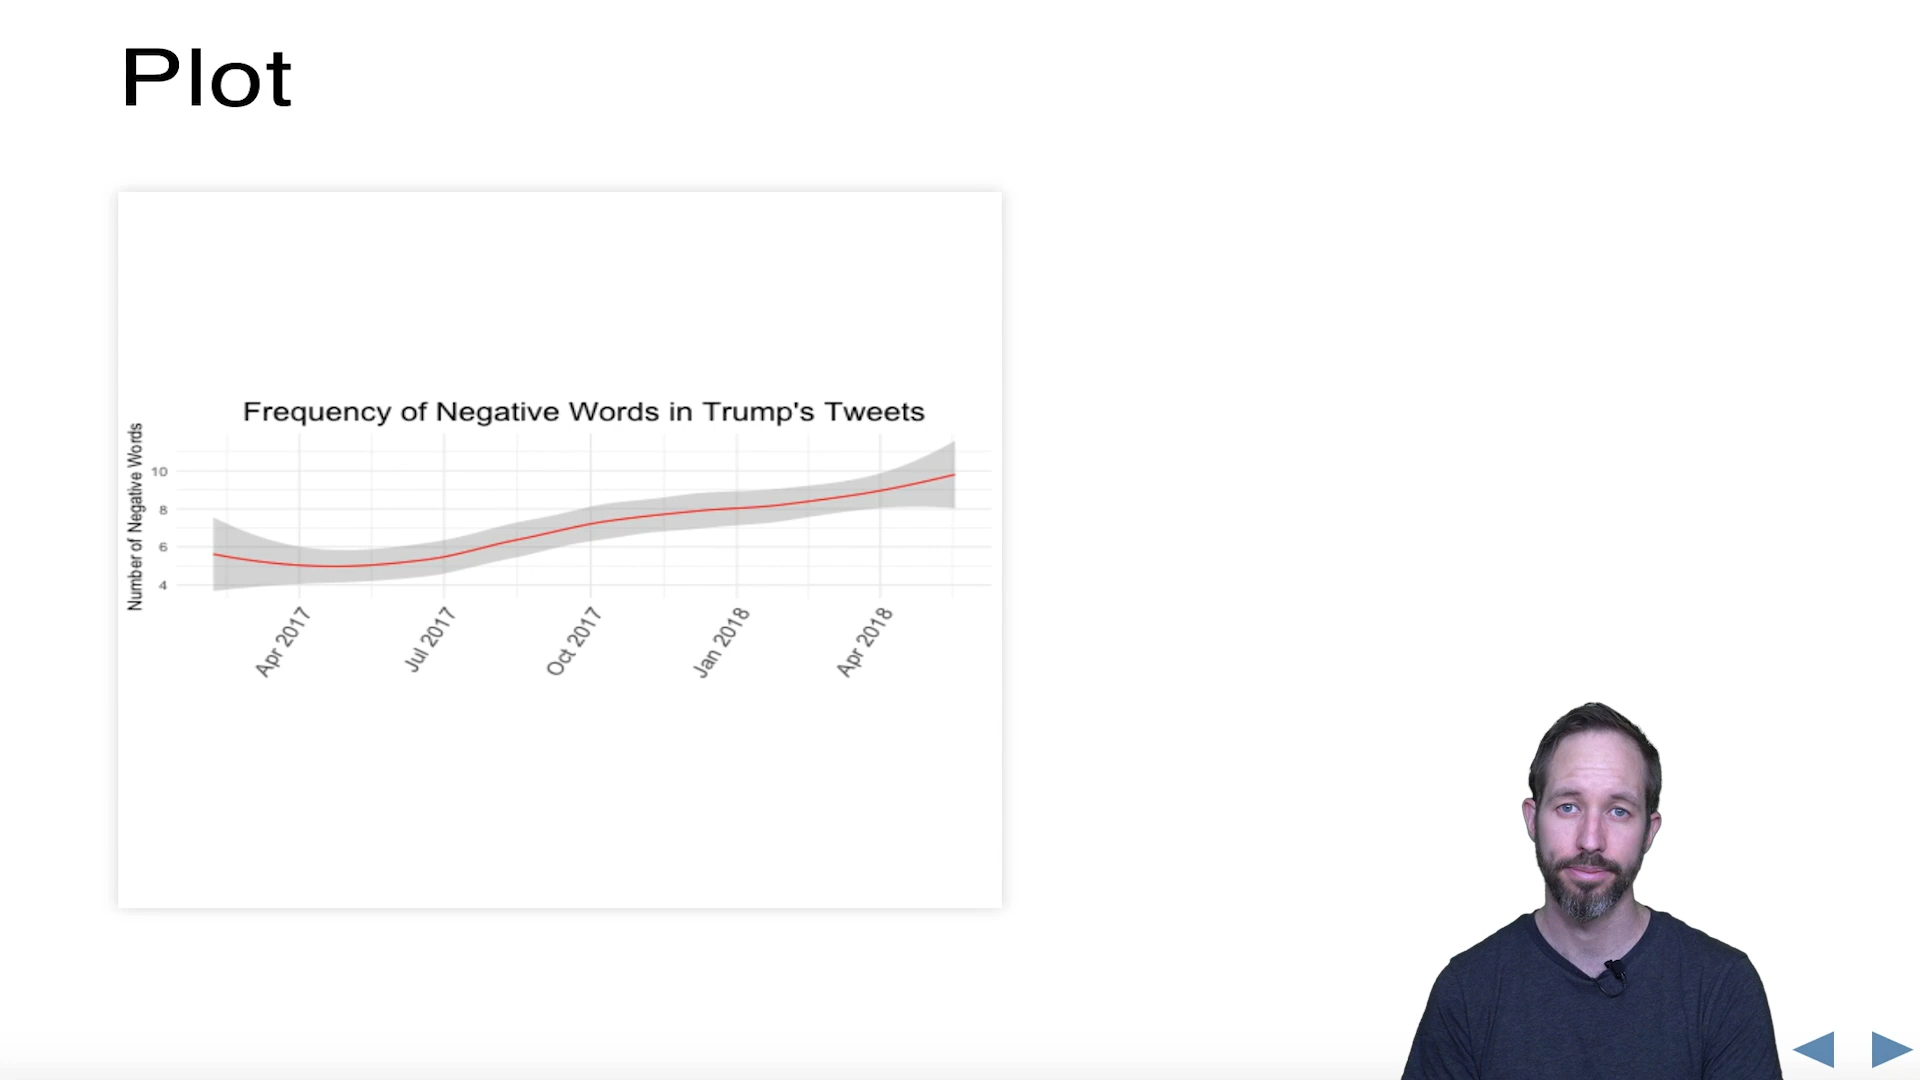 Plot
Frequency of Negative Words in Trump's Tweets
Number of Negative Words
10
8
6
4
Apr 2017
Jul 2017
Oct 2017
Jan 2018
Apr 2018